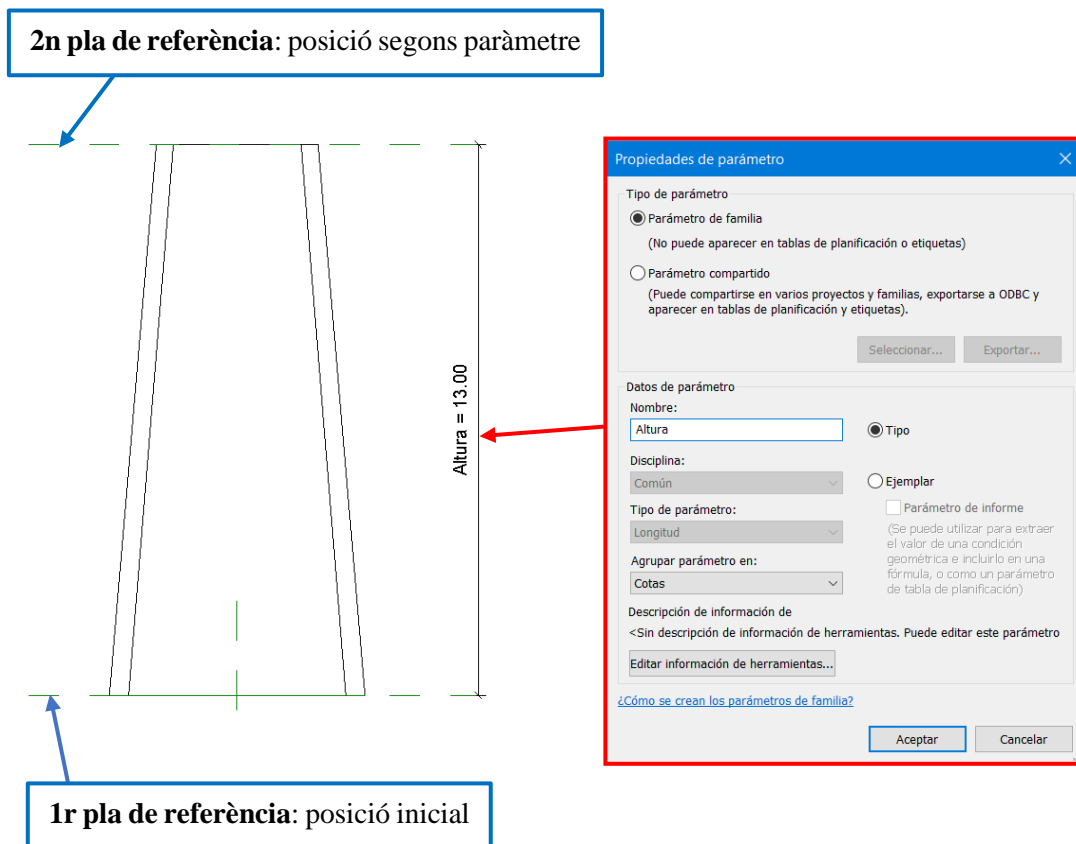 2n pla de referència: posició segons paràmetre
Altura = 13.00
Propiedades de parámetro
Tipo de parámetro
Parámetro de familia
(No puede aparecer en tablas de planificación o etiquetas)
Parámetro compartido
(Puede compartirse en varios proyectos y familias, exportarse a ODBC y
aparecer en tablas de planificación y etiquetas).
Seleccionar... Exportar...
Datos de parámetro
Nombre:
Altura
Tipo
Disciplina:
Común
Ejemplar
Tipo de parámetro:
Longitud
Parámetro de informe
(Se puede utilizar para extraer
el valor de una condición
geométrica e incluirlo en una
fórmula, o como un parámetro
de tabla de planificación)
Agrupar parámetro en:
Cotas
Descripción de información de
<Sin descripción de información de herramientas. Puede editar este parámetro
Editar información de herramientas...
¿Cómo se crean los parámetros de familia?
Aceptar Cancelar
1r pla de referència: posició inicial